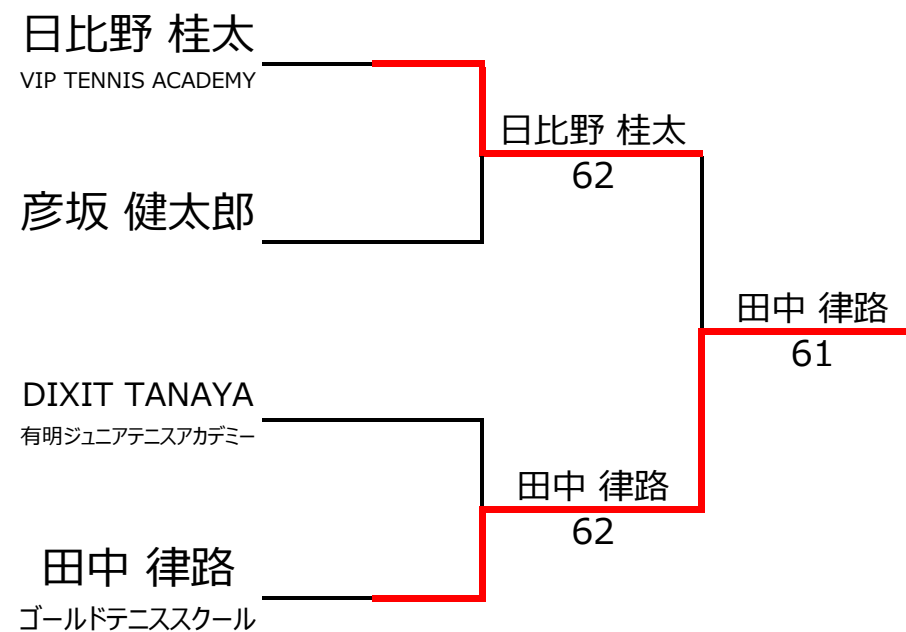 日比野 桂太
VIP TENNIS ACADEMY
日比野 桂太
62
彦坂 健太郎
田中 律路
61
DIXIT TANAYA
有明ジュニアテニスアカデミー
田中 律路
62
田中 律路
ゴールドテニススクール